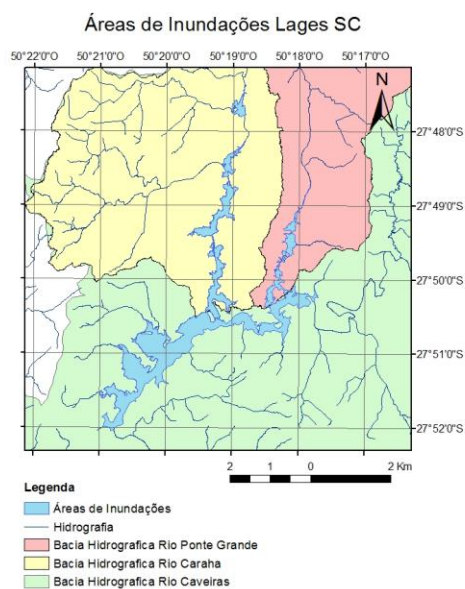 Áreas de Inundações Lages SC
50°22'0"O 50°21'0"O 50°20'0"O 50°19'0"O 50°18'0"O 50°17'0"O
N
27°48'0"S
27°49'0"S
27°50'0"S
27°51'0"S
27°52'0"S
2 1 0 2 Km
Legenda
Áreas de Inundações
Hidrografia
Bacia Hidrografica Rio Ponte Grande
Bacia Hidrografica Rio Caraha
Bacia Hidrografica Rio Caveiras